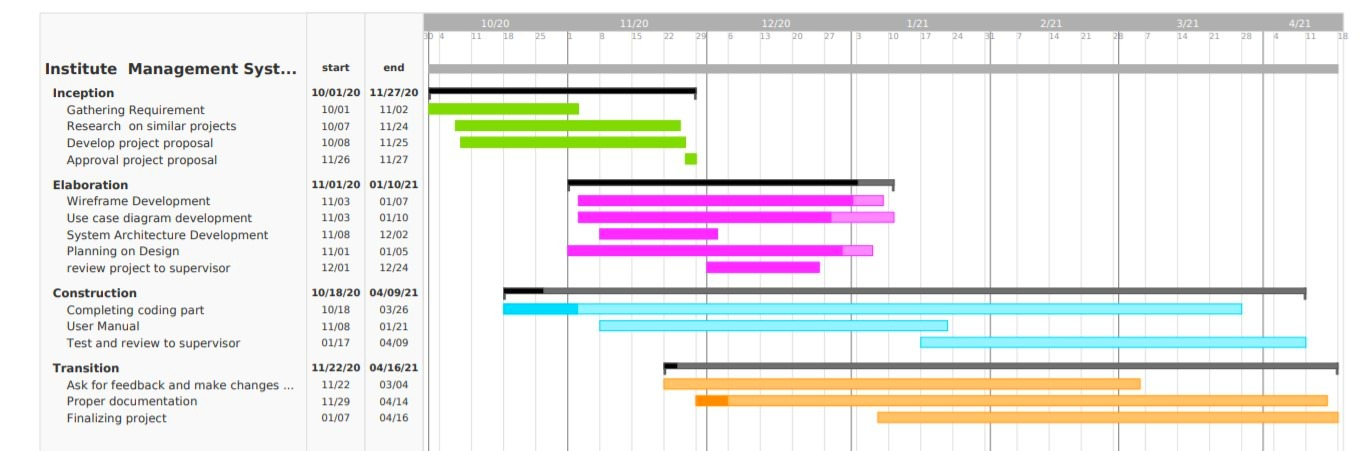 10/20 11/20 12/20 1/21 2/21 3/21 4/21
30 4 11 18 25 1 8 15 22 29 6 13 20 27 3 10 17 24 31 7 14 21 28 7 14 21 28 4 11 18
Institute Management Syst... start end
Inception 10/01/20 11/27/20
Gathering Requirement 10/01 11/02
Research on similar projects 10/07 11/24
Develop project proposal 10/08 11/25
Approval project proposal 11/26 11/27
Elaboration 11/01/20 01/10/21
Wireframe Development 11/03 01/07
Use case diagram development 11/03 01/10
System Architecture Development 11/08 12/02
Planning on Design 11/01 01/05
review project to supervisor 12/01 12/24
Construction 10/18/20 04/09/21
Completing coding part 10/18 03/26
User Manual 11/08 01/21
Test and review to supervisor 01/17 04/09
Transition 11/22/20 04/16/21
Ask for feedback and make changes ... 11/22 03/04
Proper documentation 11/29 04/14
Finalizing project 01/07 04/16